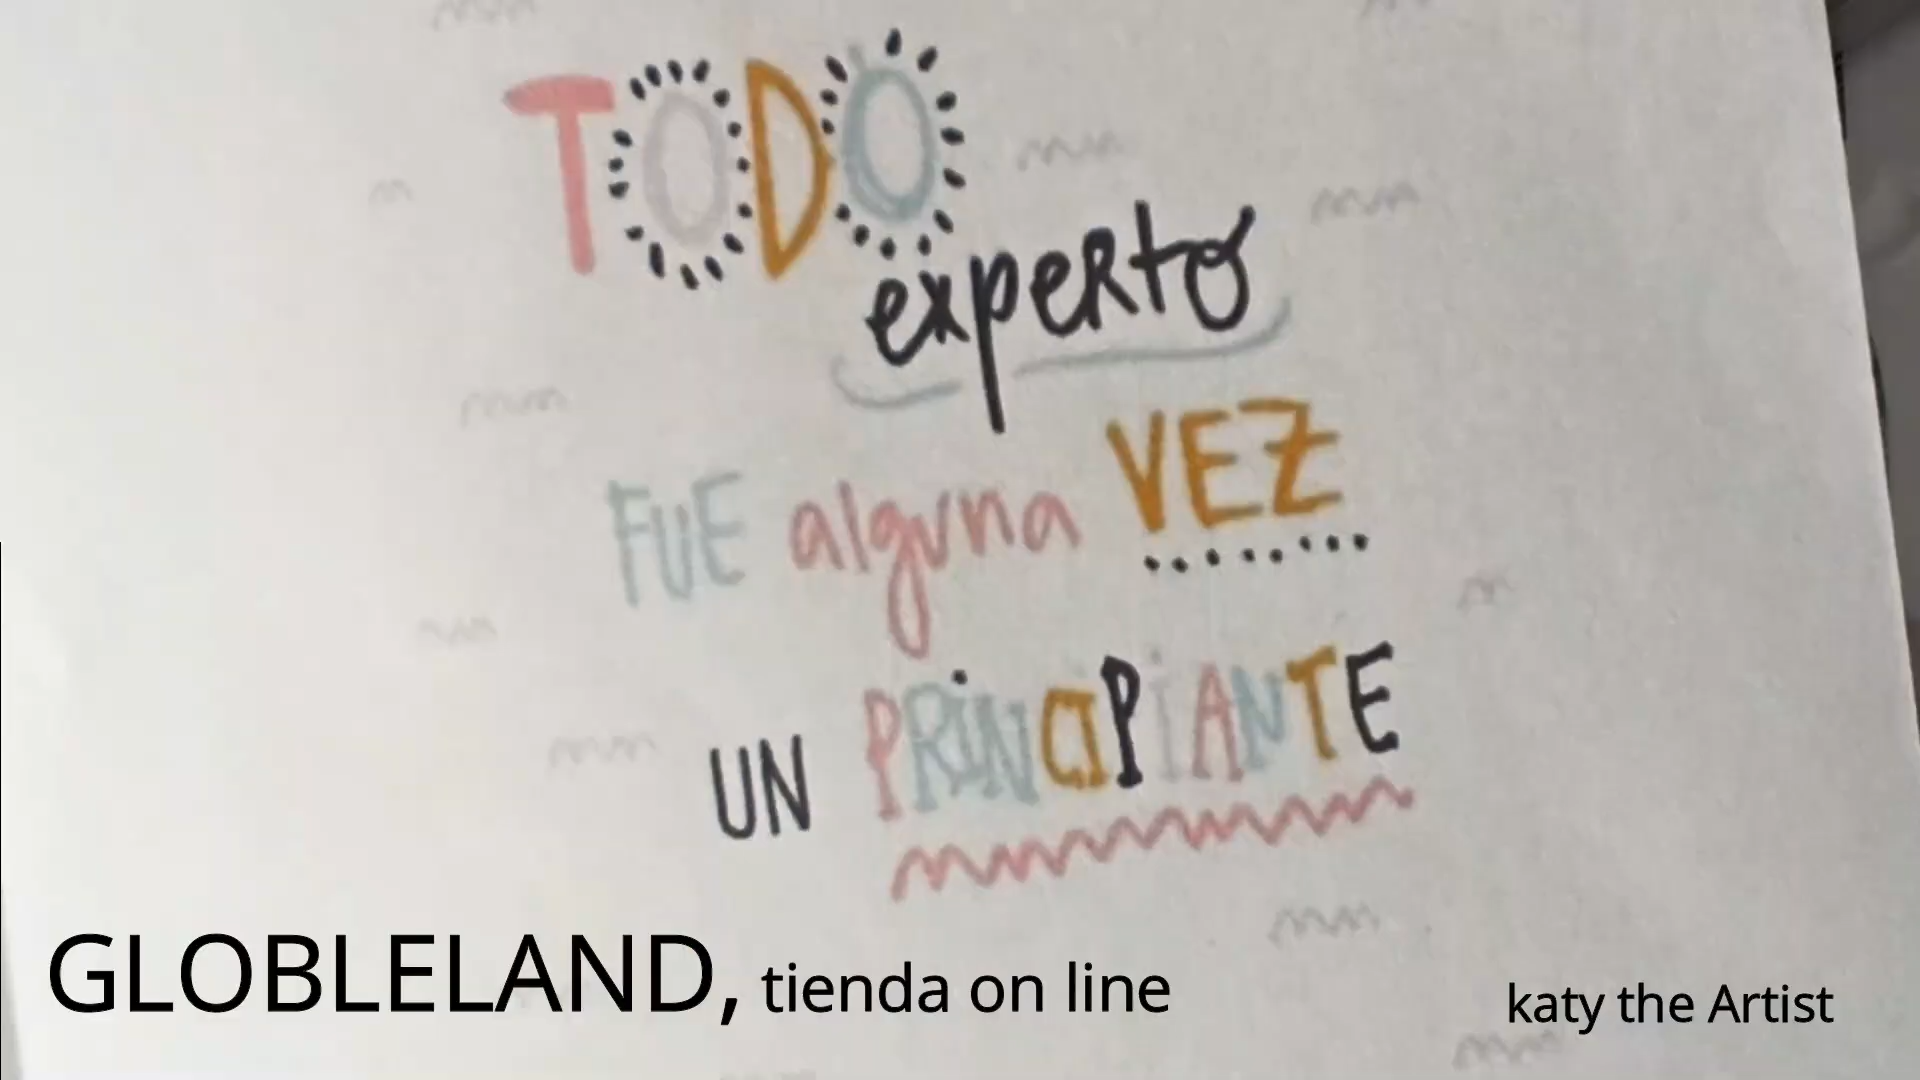 TODO
experto
FUE alguna VEZ
UN PRiNCIPiANTE
GLOBLELAND, tienda on line
katy the Artist